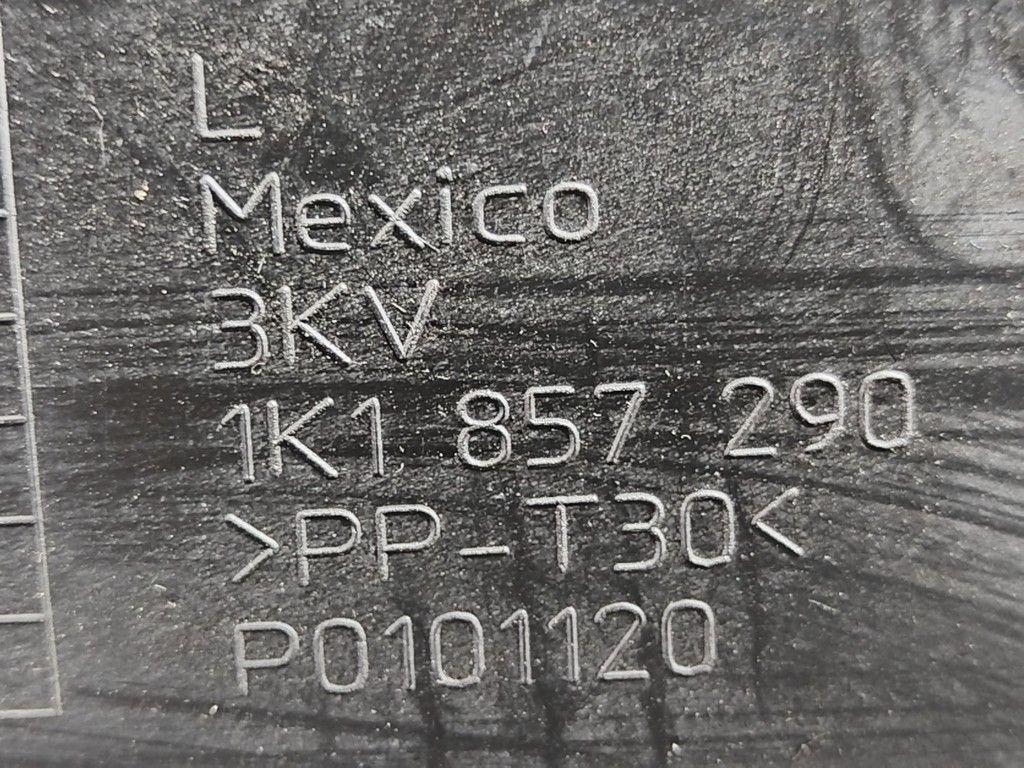 L
Mexico
3KV
1K1 857 290
>PP-T30<
P0101120